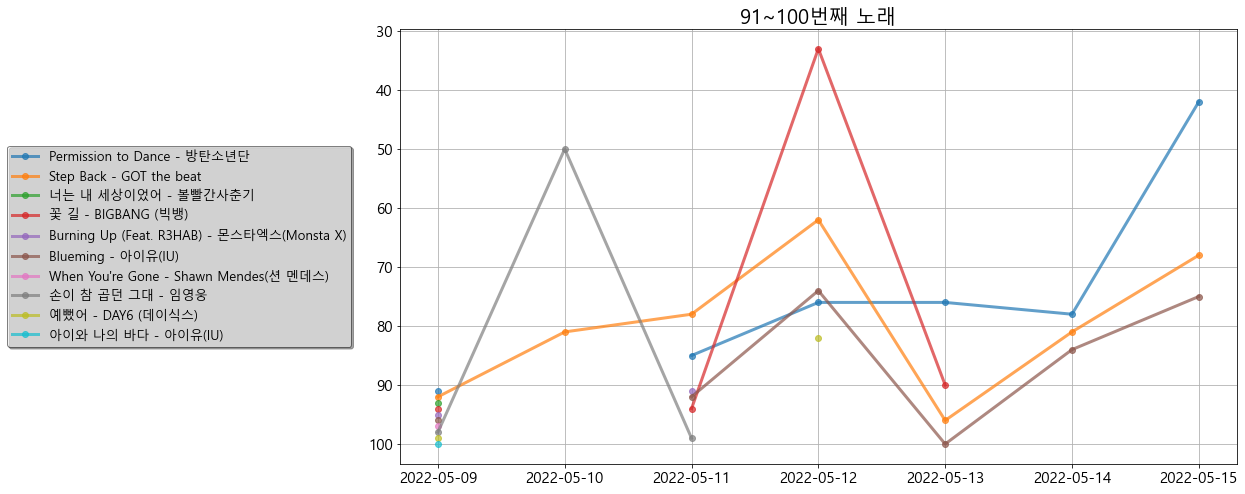 91~100번째 노래
30
40
50
60
70
80
90
100
2022-05-09
2022-05-10
2022-05-11
2022-05-12
2022-05-13
2022-05-14
2022-05-15
Permission to Dance - 방탄소년단
Step Back - GOT the beat
너는 내 세상이었어 - 볼빨간사춘기
꽃 길 - BIGBANG (빅뱅)
Burning Up (Feat. R3HAB) - 몬스타엑스(Monsta X)
Blueming - 아이유(IU)
When You're Gone - Shawn Mendes(션 멘데스)
손이 참 곱던 그대 - 임영웅
예뻤어 - DAY6 (데이식스)
아이와 나의 바다 - 아이유(IU)